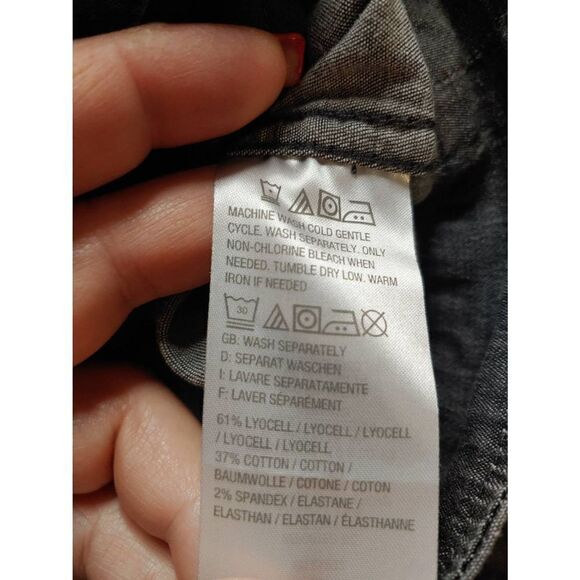 MACHINE WASH COLD GENTLE
CYCLE. WASH SEPARATELY. ONLY
NON-CHLORINE BLEACH WHEN
NEEDED. TUMBLE DRY LOW. WARM
IRON IF NEEDED
30
GB: WASH SEPARATELY
D: SEPARAT WASCHEN
I: LAVARE SEPARATAMENTE
F: LAVER SÉPARÉMENT
61% LYOCELL / LYOCELL / LYOCELL
/ LYOCELL / LYOCELL
37% COTTON / COTTON /
BAUMWOLLE / COTONE / COTON
2% SPANDEX / ELASTANE /
ELASTHAN / ELASTAN / ÉLASTHANNE